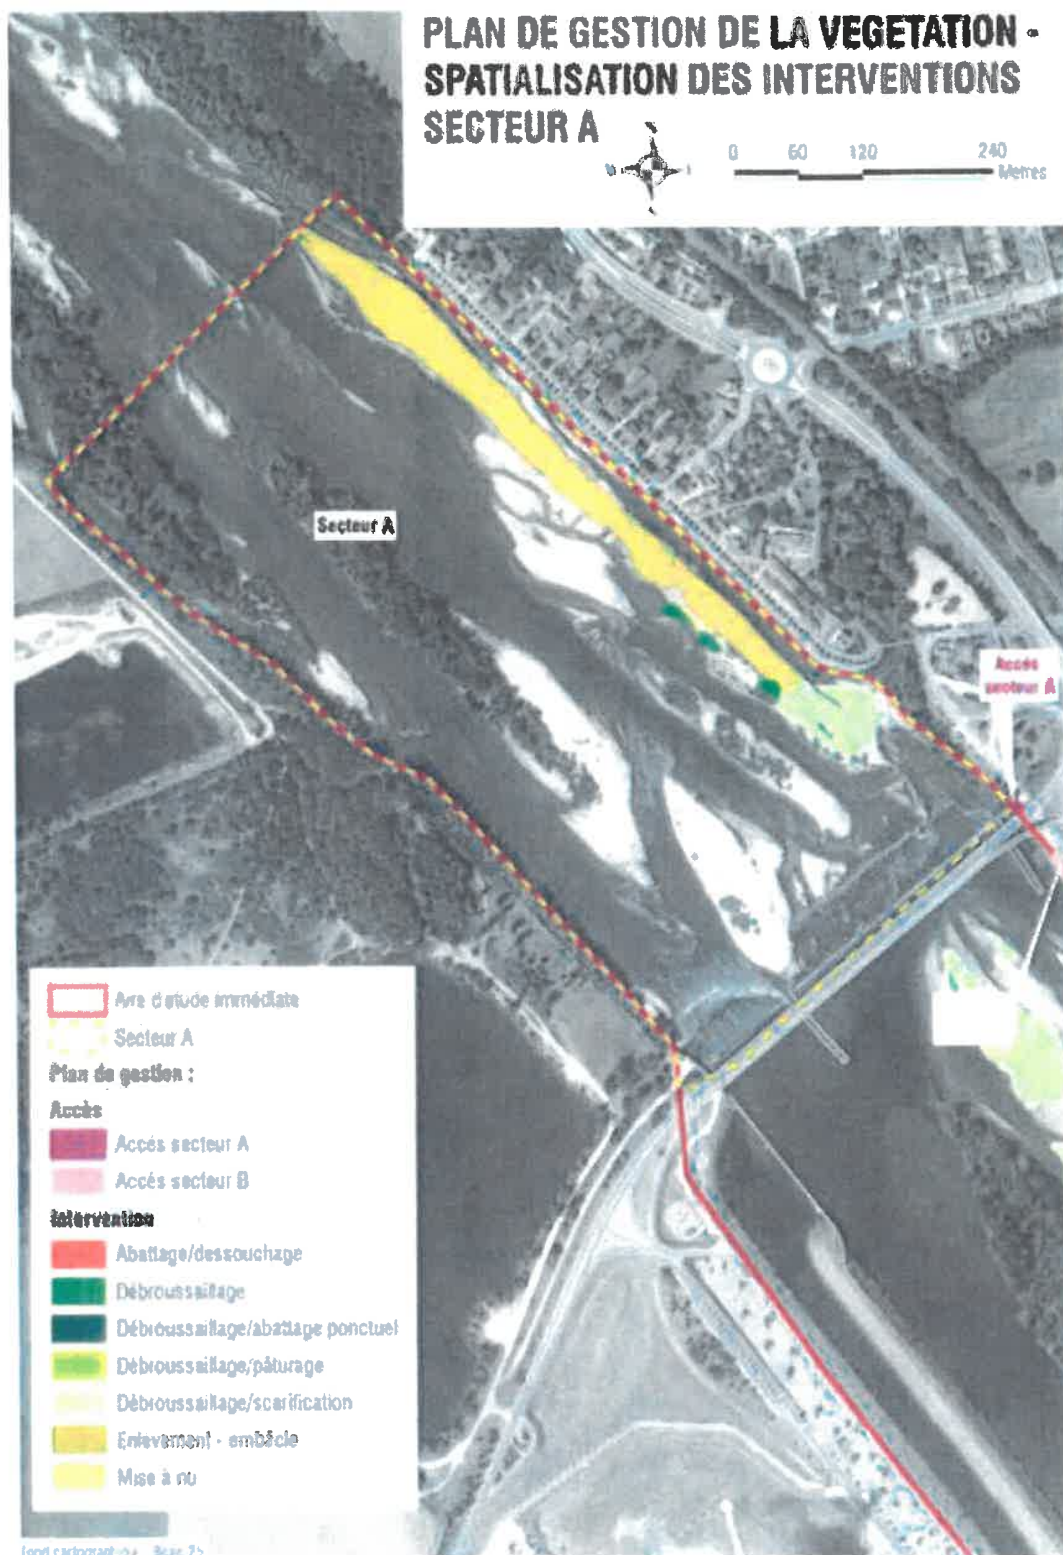 PLAN DE GESTION DE LA VEGETATION -
SPATIALISATION DES INTERVENTIONS
SECTEUR A
0 60 120 240
Metres
Secteur A
Accès
secteur A
Aire d'étude immédiate
Secteur A
Plan de gestion :
Accès
Accès secteur A
Accès secteur B
Intervention
Abattage/dessouchage
Débroussaillage
Débroussaillage/abattage ponctuel
Débroussaillage/pâturage
Débroussaillage/scarification
Enlevement - embâcle
Mise à nu